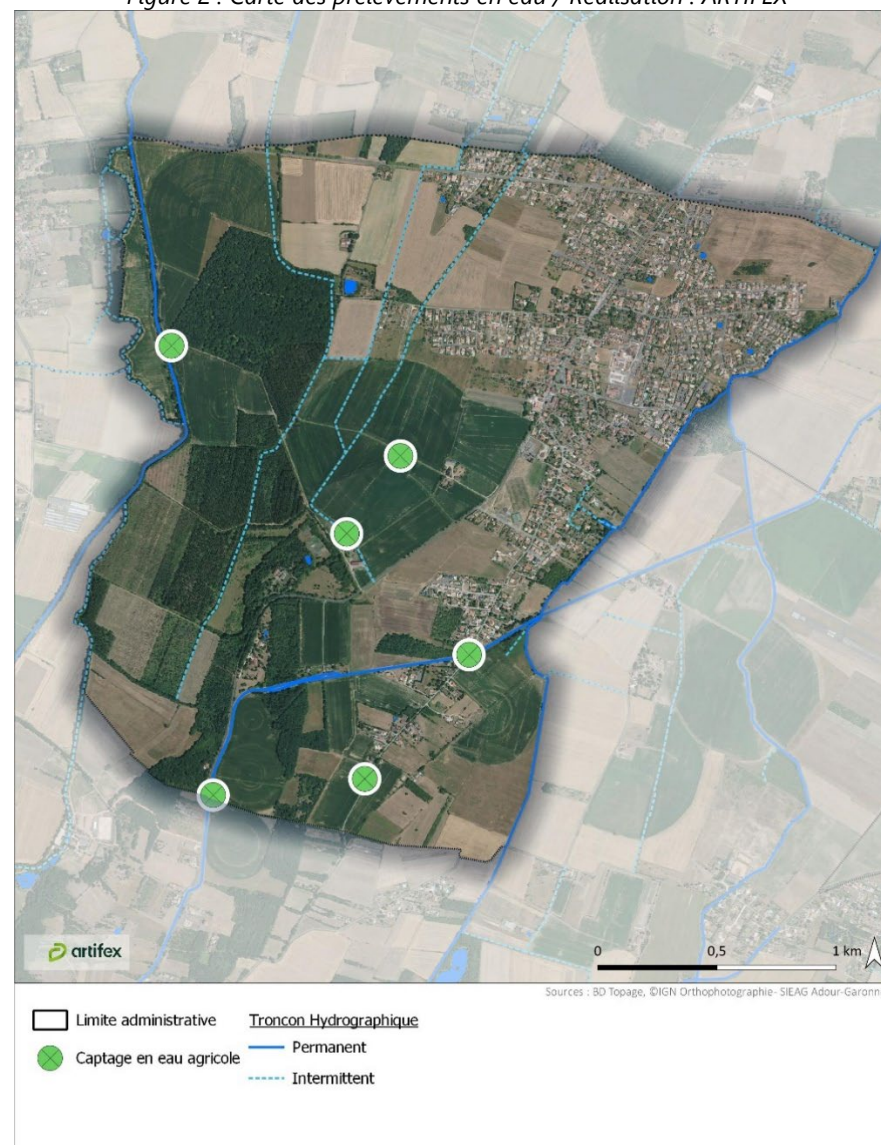 Figure 2 : Carte des prélèvements en eau / Réalisation : ARTIFEX
artifex
0 0,5 1 km
Sources : BD Topage, ©IGN Orthophotographie- SIEAG Adour-Garonn
Limite administrative
Captage en eau agricole
Troncon Hydrographique
Permanent
Intermittent